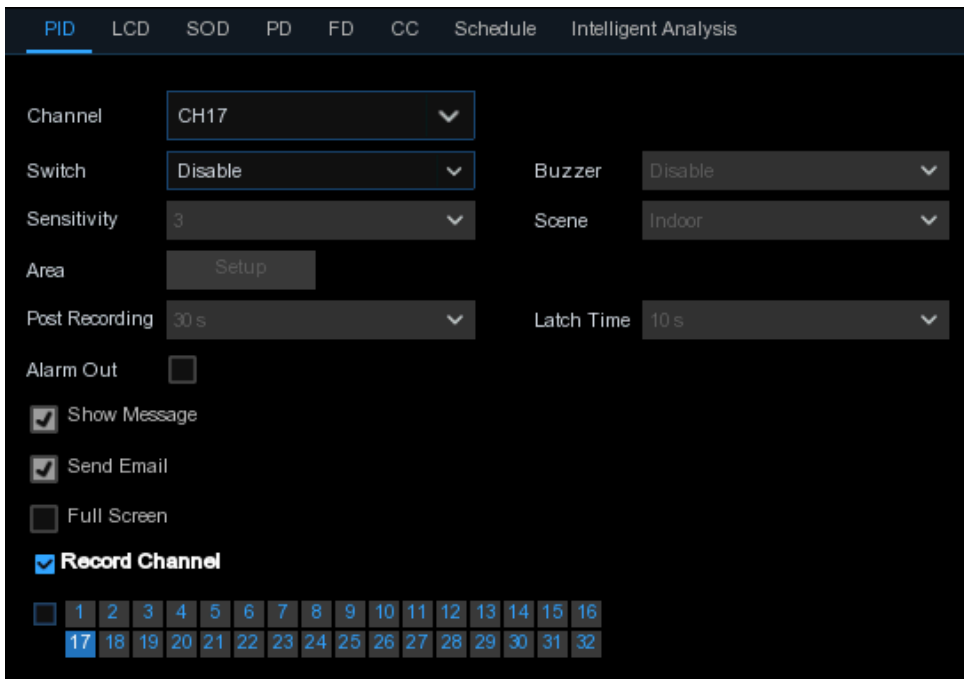 PID LCD SOD PD FD CC Schedule Intelligent Analysis
Channel CH17
Switch Disable Buzzer Disable
Sensitivity 3 Scene Indoor
Area Setup
Post Recording 30 s Latch Time 10 s
Alarm Out
Show Message
Send Email
Full Screen
Record Channel
1 2 3 4 5 6 7 8 9 10 11 12 13 14 15 16
17 18 19 20 21 22 23 24 25 26 27 28 29 30 31 32